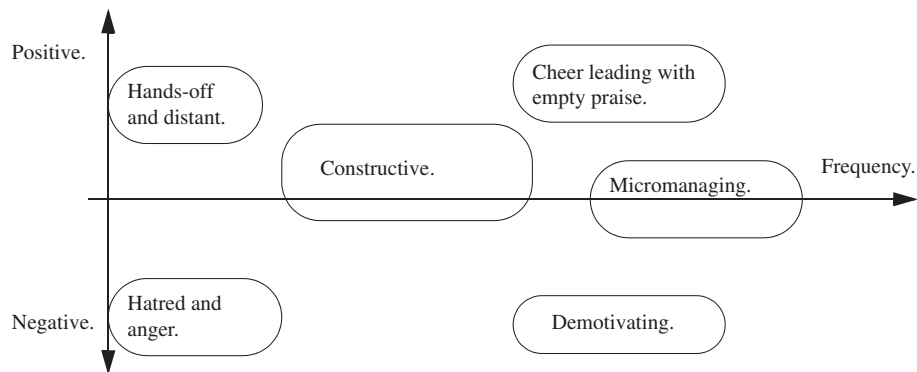 Positive.
Hands-off
and distant.
Cheer leading with
empty praise.
Constructive.
Frequency.
Micromanaging.
Negative.
Hatred and
anger.
Demotivating.